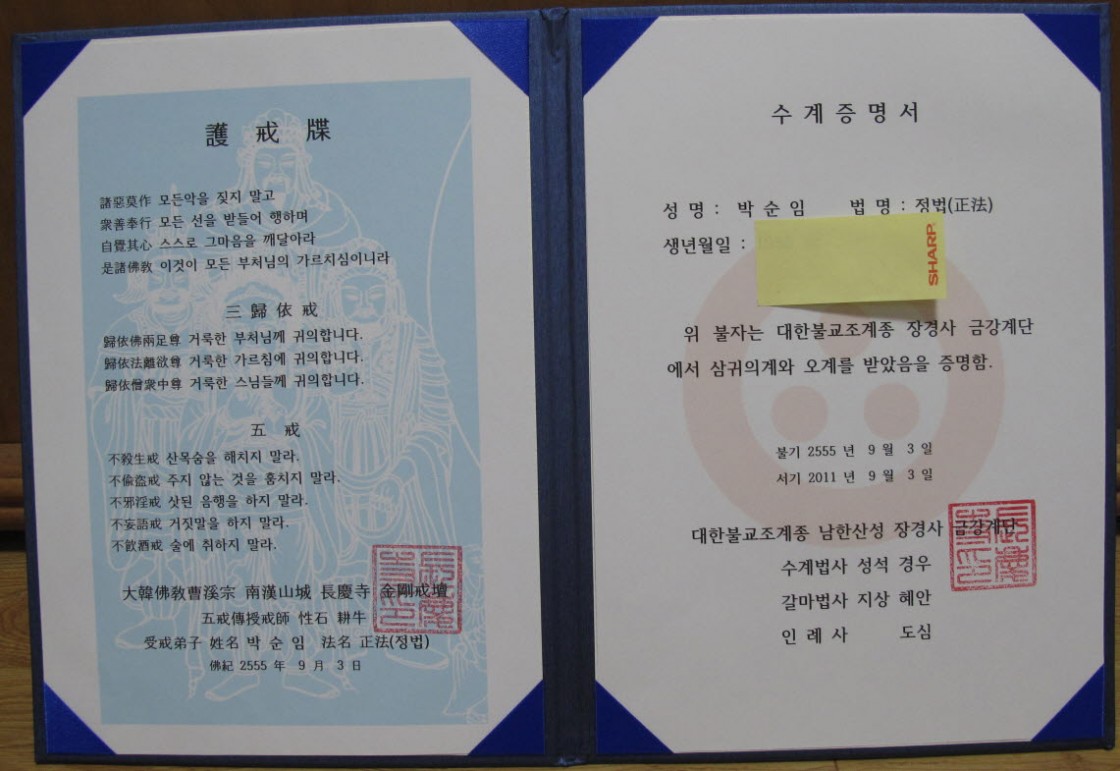 護戒牒
諸惡莫作 모든악을 짖지 말고
衆善奉行 모든 선을 받들어 행하며
自覺其心 스스로 그마음을 깨달아라
是諸佛敎 이것이 모든 부처님의 가르치심이니라
三歸依戒
歸依佛兩足尊 거룩한 부처님께 귀의합니다.
歸依法離欲尊 거룩한 가르침에 귀의합니다.
歸依僧衆中尊 거룩한 스님들께 귀의합니다.
五戒
不殺生戒 산목숨을 해치지 말라.
不偸盜戒 주지 않는 것을 훔치지 말라.
不邪淫戒 삿된 음행을 하지 말라.
不妄語戒 거짓말을 하지 말라.
不飮酒戒 술에 취하지 말라.
大韓佛敎曹溪宗 南漢山城 長慶寺 金剛戒壇
五戒傳授戒師 性石 耕牛
受戒弟子 姓名 박순임 法名 正法(정법)
佛紀 2555 年 9 月 3 日
수계증명서
성 명 : 박 순 임 법 명 : 정법(正法)
생년월일 :
SHARP
위 불자는 대한불교조계종 장경사 금강계단
에서 삼귀의계와 오계를 받았음을 증명함.
불기 2555 년 9 월 3 일
서기 2011 년 9 월 3 일
대한불교조계종 남한산성 장경사 금강계단
수계법사 성석 경우
갈마법사 지상 혜안
인 례 사 도심